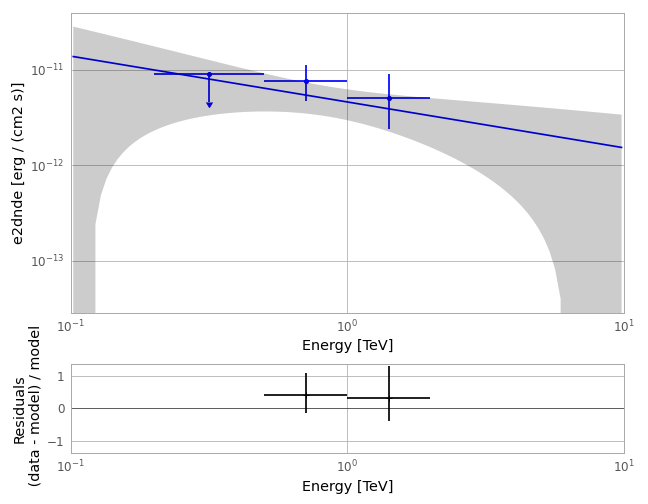 e2dnde [erg / (cm2 s)]
10⁻¹¹
10⁻¹²
10⁻¹³
10⁻¹ 10⁰ 10¹
Energy [TeV]
Residuals
(data - model) / model
1
0
−1
10⁻¹ 10⁰ 10¹
Energy [TeV]